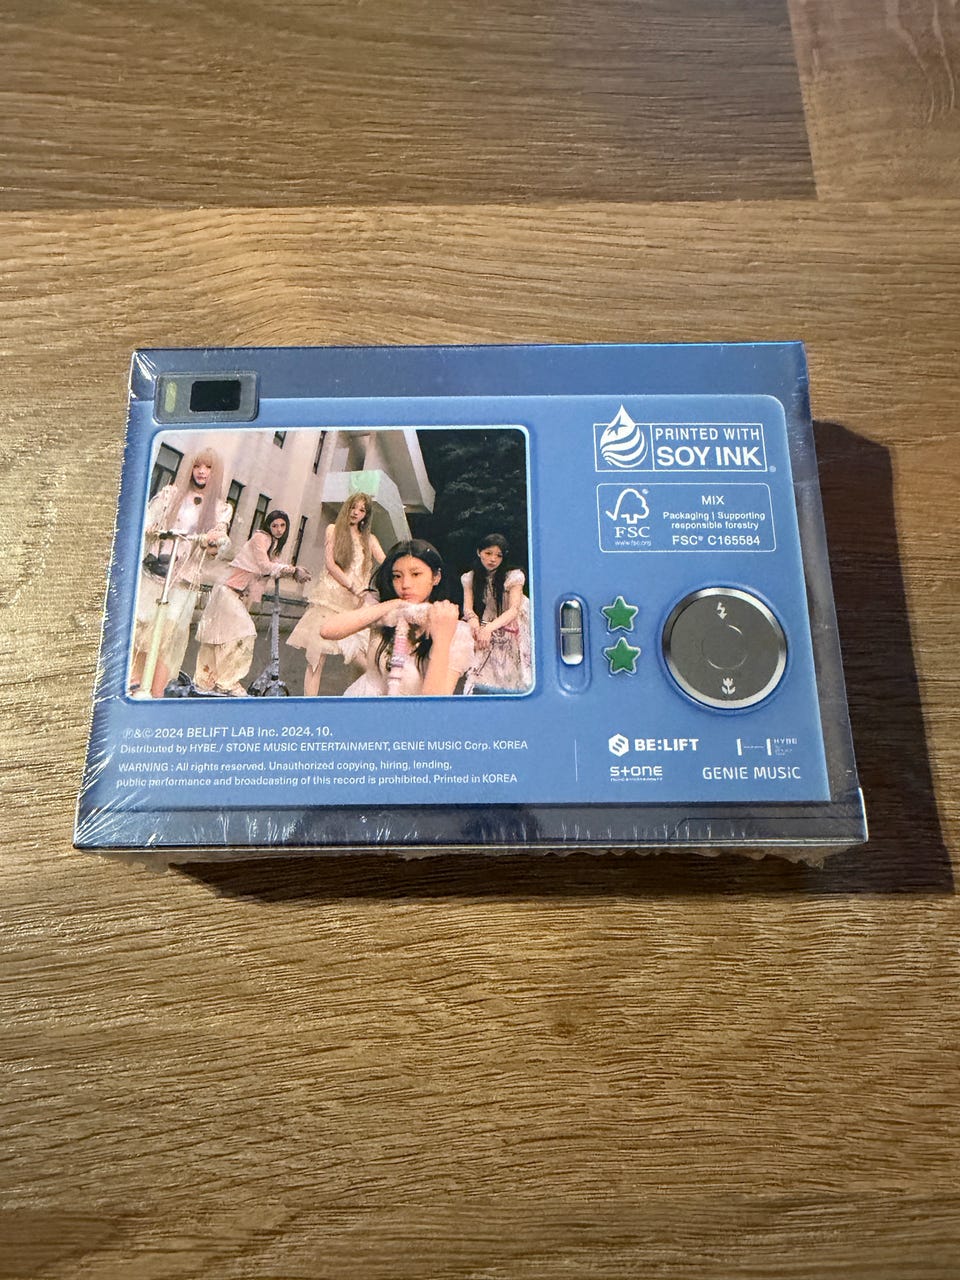 PRINTED WITH
SOY INK
®
FSC®
www.fsc.org
MIX
Packaging | Supporting
responsible forestry
FSC® C165584
℗&© 2024 BELIFT LAB Inc. 2024. 10.
Distributed by HYBE./ STONE MUSIC ENTERTAINMENT, GENIE MUSIC Corp. KOREA
WARNING : All rights reserved. Unauthorized copying, hiring, lending,
public performance and broadcasting of this record is prohibited. Printed in KOREA
BE:LIFT
HYBE
STONE
GENIE MUSIC